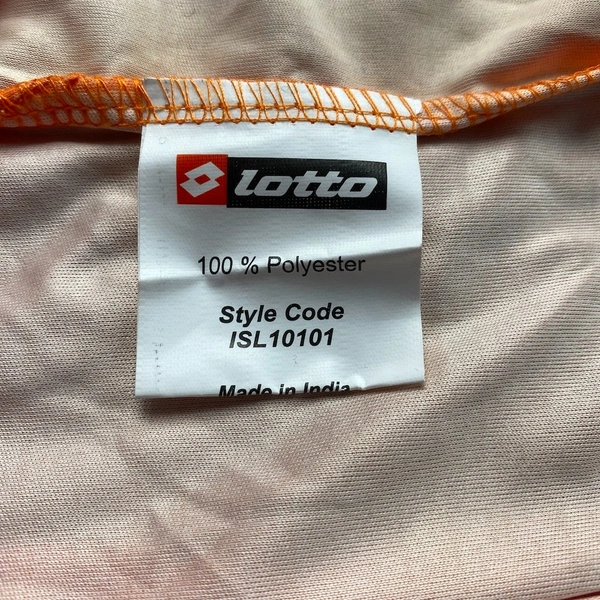 lotto
100 % Polyester
Style Code
ISL10101
Made in India